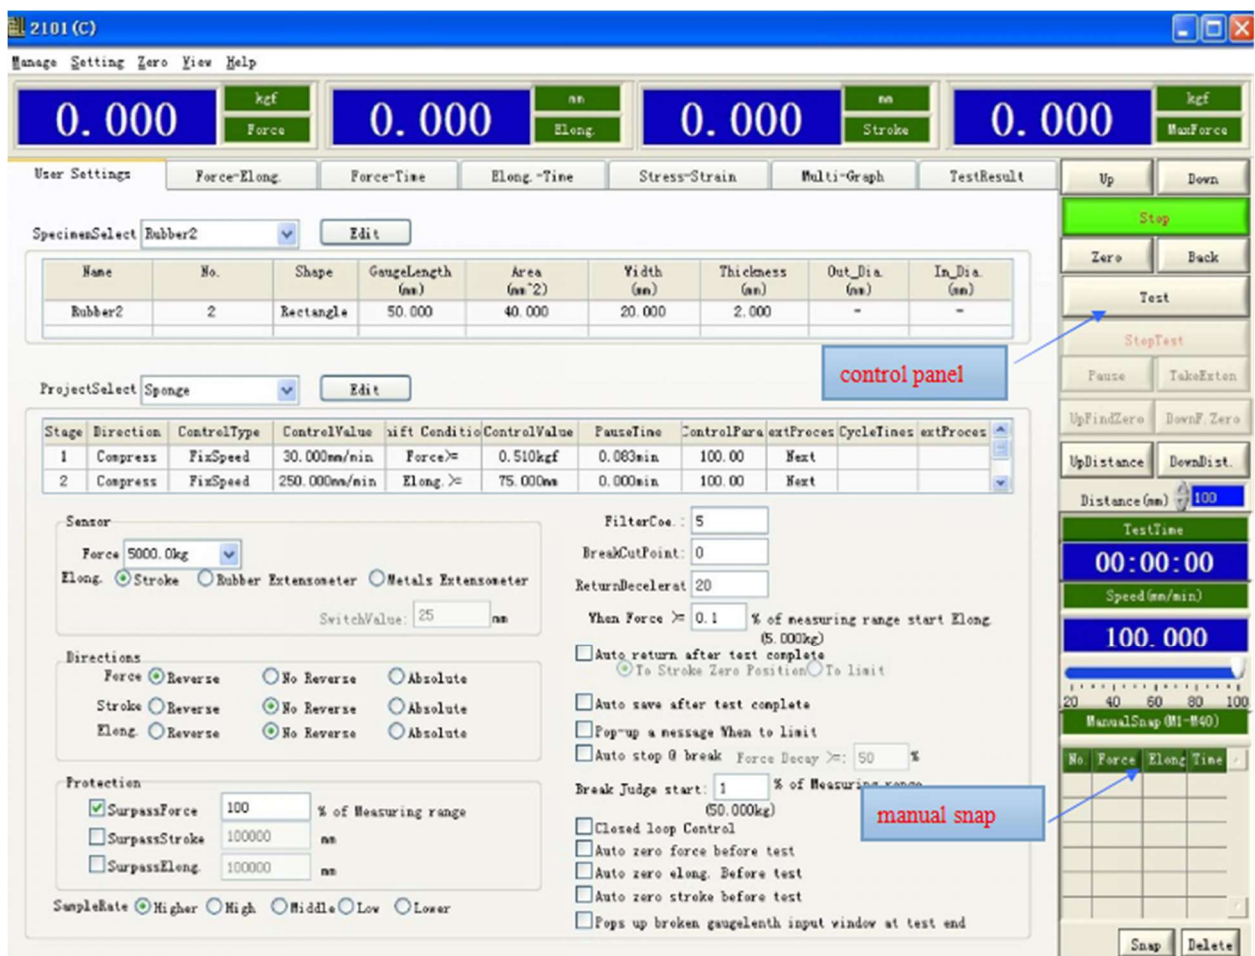 2101(C)
Manage Setting Zero View Help
0.000 kgf Force 0.000 mm Elong. 0.000 mm Stroke 0.000 kgf MaxForce
User Settings Force-Elong. Force-Time Elong.-Time Stress-Strain Multi-Graph TestResult
Up Down
Stop
Zero Back
Test
StopTest
Pause TakeExten
UpFindZero DownF.Zero
UpDistance DownDist.
Distance(mm) 100
TestTime
00:00:00
Speed(mm/min)
100.000
20 40 60 80 100
ManualSnap(M1-M40)
No. Force Elong Time
Snap Delete
control panel
manual snap
SpecimenSelect Rubber2 Edit
Name No. Shape GaugeLength (mm) Area (mm^2) Width (mm) Thickness (mm) Out_Dia. (mm) In_Dia. (mm)
Rubber2 2 Rectangle 50.000 40.000 20.000 2.000 - -
ProjectSelect Sponge Edit
Stage Direction ControlType ControlValue hift Conditio ControlValue PauseTime ControlPara extProces CycleTimes extProces
1 Compress FixSpeed 30.000mm/min Force>= 0.510kgf 0.083min 100.00 Next
2 Compress FixSpeed 250.000mm/min Elong.>= 75.000mm 0.000min 100.00 Next
Sensor
Force 5000.0kg
Elong. Stroke Rubber Extensometer Metals Extensometer
SwitchValue: 25 mm
Directions
Force Reverse No Reverse Absolute
Stroke Reverse No Reverse Absolute
Elong. Reverse No Reverse Absolute
Protection
SurpassForce 100 % of Measuring range
SurpassStroke 100000 mm
SurpassElong. 100000 mm
SampleRate Higher High Middle Low Lower
FilterCoe.: 5
BreakCutPoint: 0
ReturnDecelerat 20
When Force >= 0.1 % of measuring range start Elong.
(5.000kg)
Auto return after test complete
To Stroke Zero Position To limit
Auto save after test complete
Pop-up a message When to limit
Auto stop @ break Force Decay >=: 50 %
Break Judge start: 1 % of Measuring range
(50.000kg)
Closed loop Control
Auto zero force before test
Auto zero elong. Before test
Auto zero stroke before test
Pops up broken gaugelenth input window at test end